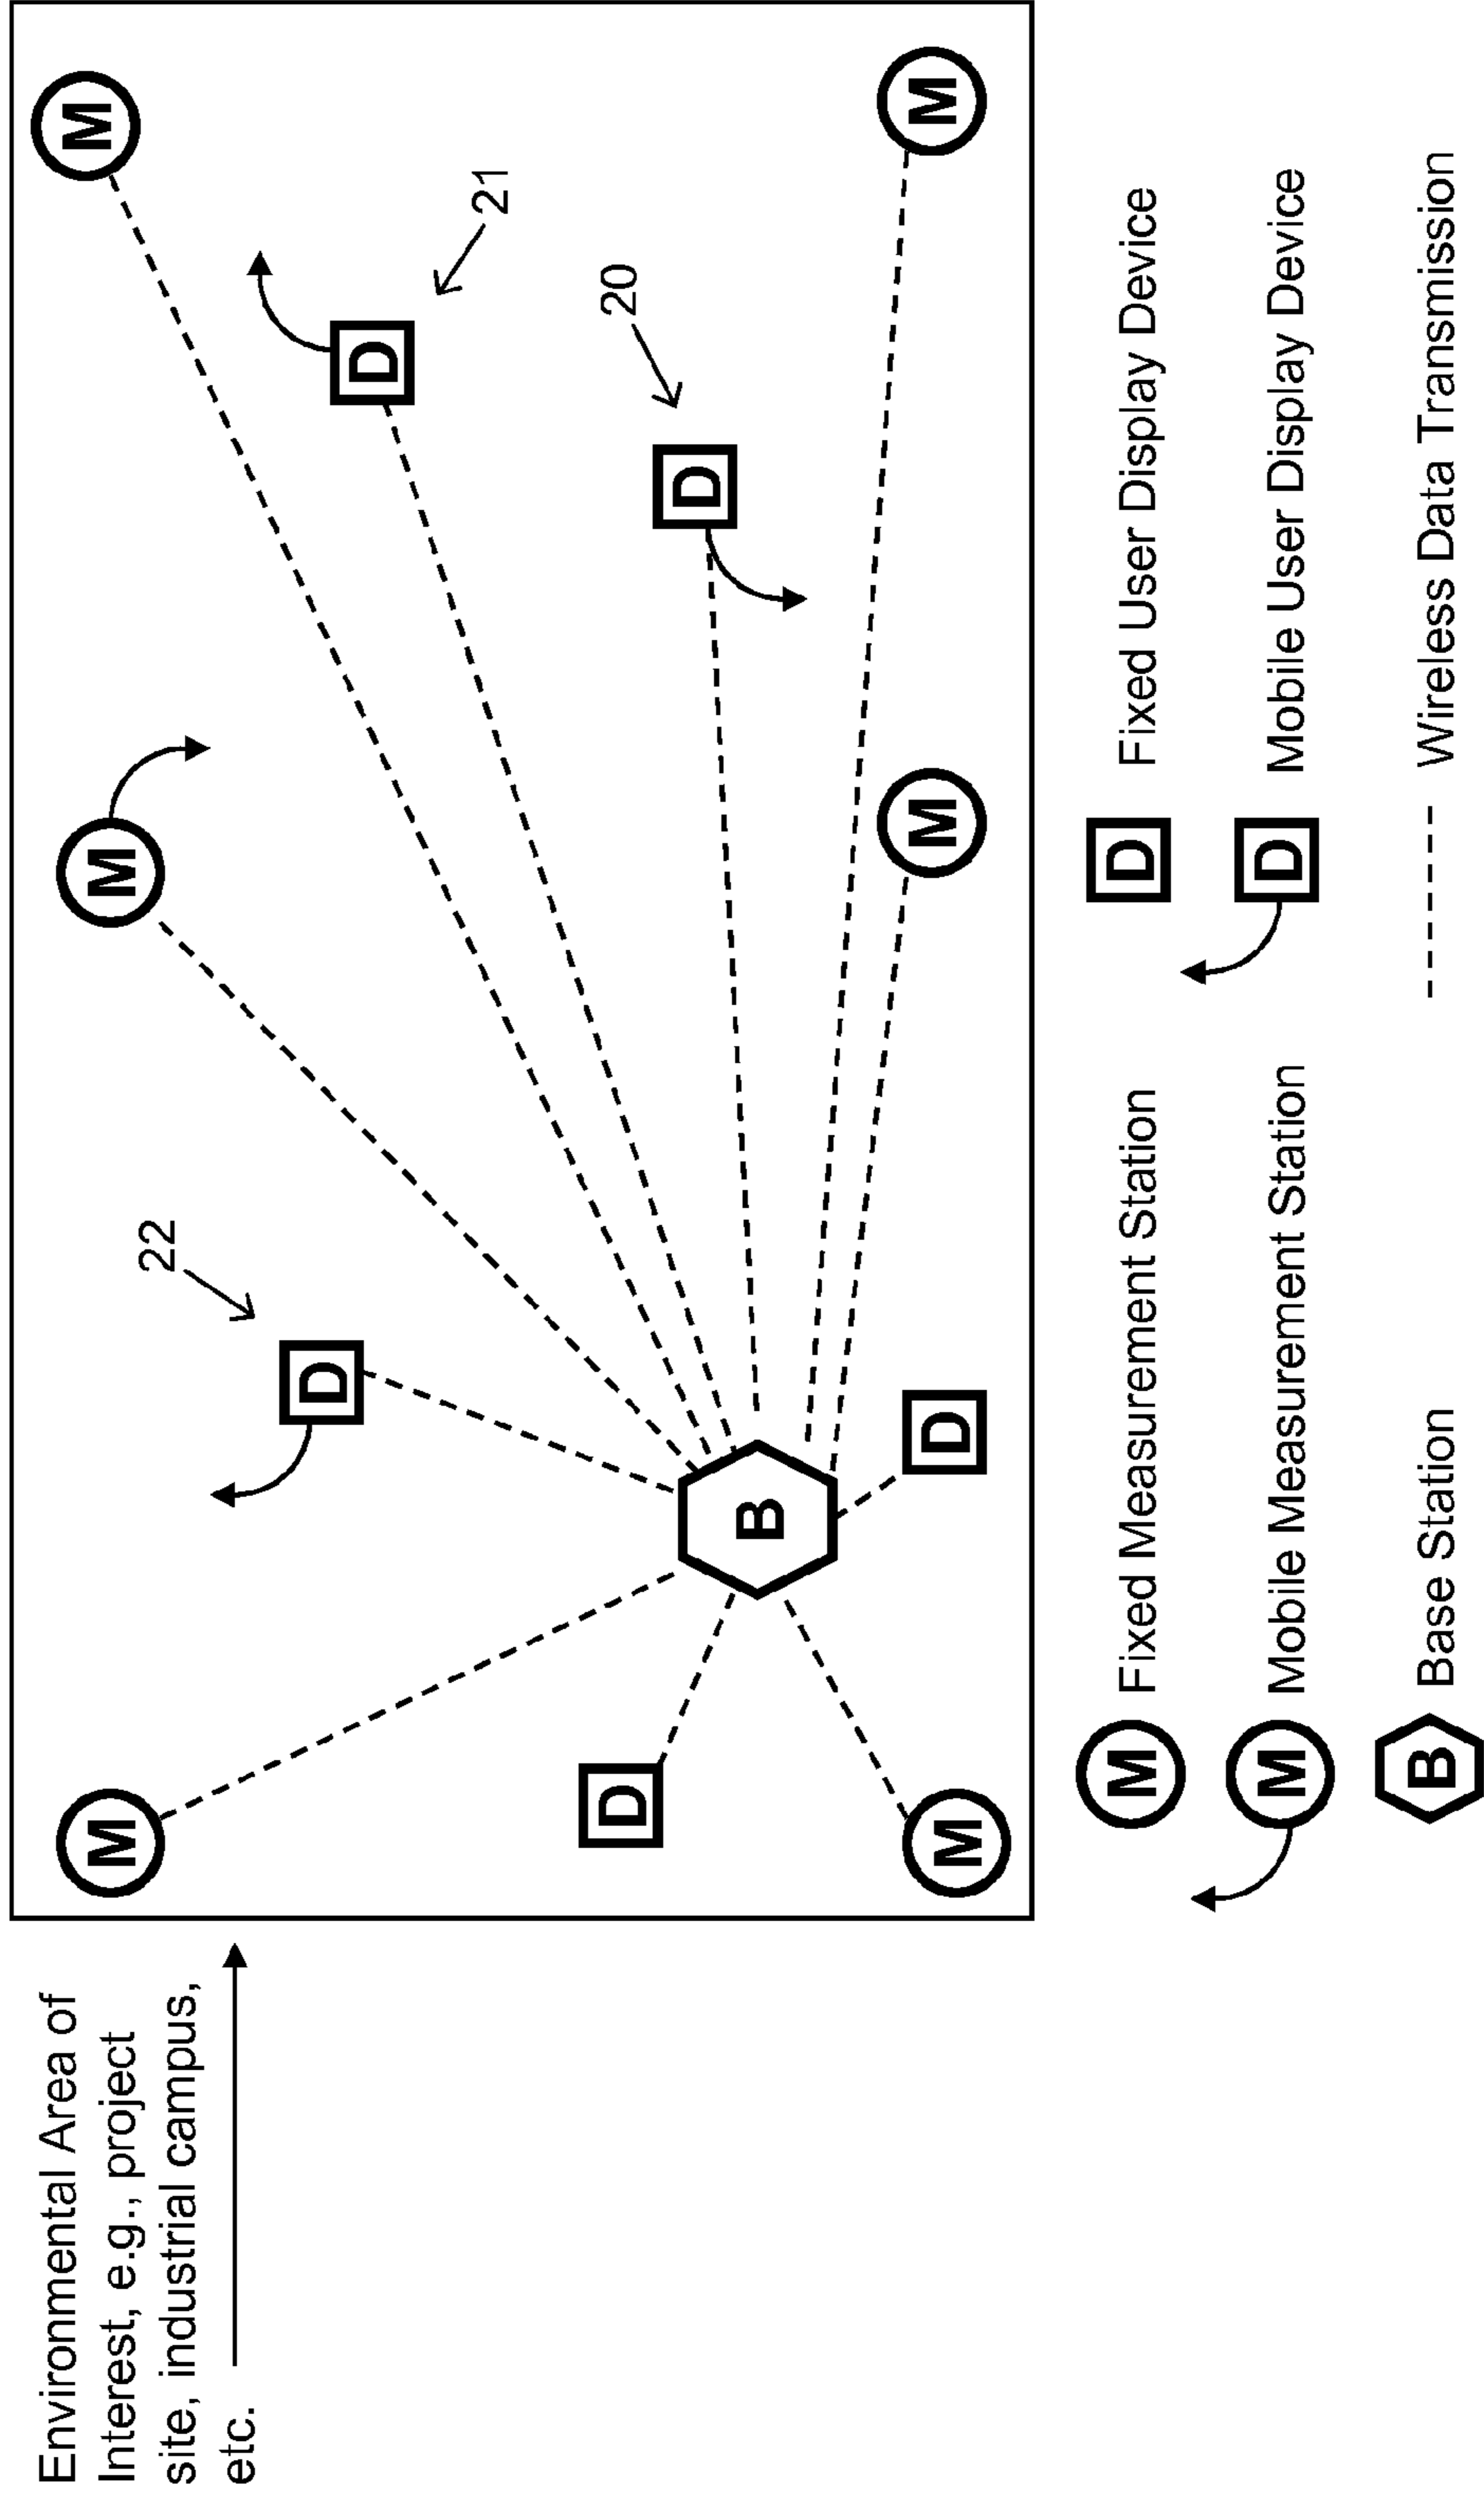 Environmental Area of
Interest, e.g., project
site, industrial campus,
etc.
M
M
M
22
D
D
21
20
D
D
B
M
D
M
M
M Fixed Measurement Station
D Fixed User Display Device
M Mobile Measurement Station
D Mobile User Display Device
B Base Station
Wireless Data Transmission